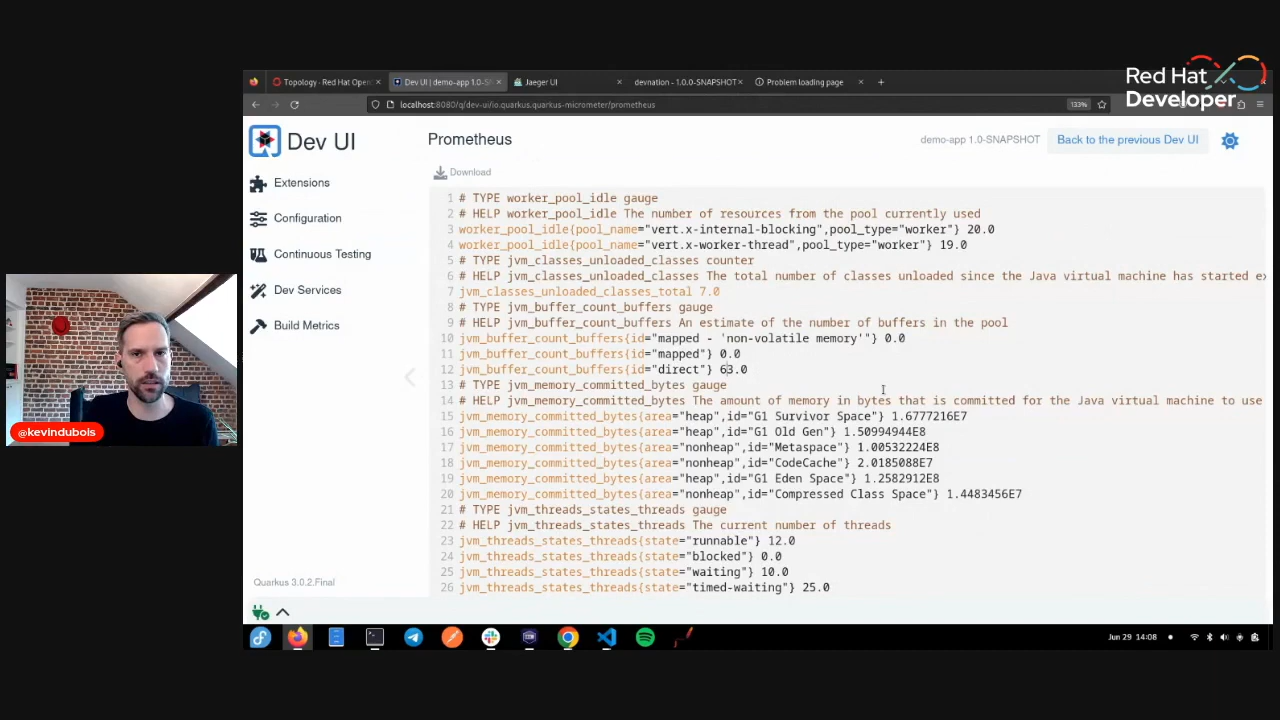 Red Hat
Developer
Topology - Red Hat Open
Dev UI | demo-app 1.0-S
Jaeger UI
devnation - 1.0.0-SNAPSHOT
Problem loading page
localhost:8080/q/dev-ui/io.quarkus.quarkus-micrometer/prometheus
133%
Dev UI
Prometheus
demo-app 1.0-SNAPSHOT
Back to the previous Dev UI
Extensions
Configuration
Continuous Testing
Dev Services
Build Metrics
Download
1 # TYPE worker_pool_idle gauge
2 # HELP worker_pool_idle The number of resources from the pool currently used
3 worker_pool_idle{pool_name="vert.x-internal-blocking",pool_type="worker"} 20.0
4 worker_pool_idle{pool_name="vert.x-worker-thread",pool_type="worker"} 19.0
5 # TYPE jvm_classes_unloaded_classes counter
6 # HELP jvm_classes_unloaded_classes The total number of classes unloaded since the Java virtual machine has started ex
7 jvm_classes_unloaded_classes_total 7.0
8 # TYPE jvm_buffer_count_buffers gauge
9 # HELP jvm_buffer_count_buffers An estimate of the number of buffers in the pool
10 jvm_buffer_count_buffers{id="mapped - 'non-volatile memory'"} 0.0
11 jvm_buffer_count_buffers{id="mapped"} 0.0
12 jvm_buffer_count_buffers{id="direct"} 63.0
13 # TYPE jvm_memory_committed_bytes gauge
14 # HELP jvm_memory_committed_bytes The amount of memory in bytes that is committed for the Java virtual machine to use
15 jvm_memory_committed_bytes{area="heap",id="G1 Survivor Space"} 1.6777216E7
16 jvm_memory_committed_bytes{area="heap",id="G1 Old Gen"} 1.50994944E8
17 jvm_memory_committed_bytes{area="nonheap",id="Metaspace"} 1.00532224E8
18 jvm_memory_committed_bytes{area="nonheap",id="CodeCache"} 2.0185088E7
19 jvm_memory_committed_bytes{area="heap",id="G1 Eden Space"} 1.2582912E8
20 jvm_memory_committed_bytes{area="nonheap",id="Compressed Class Space"} 1.4483456E7
21 # TYPE jvm_threads_states_threads gauge
22 # HELP jvm_threads_states_threads The current number of threads
23 jvm_threads_states_threads{state="runnable"} 12.0
24 jvm_threads_states_threads{state="blocked"} 0.0
25 jvm_threads_states_threads{state="waiting"} 10.0
26 jvm_threads_states_threads{state="timed-waiting"} 25.0
@kevindubois
Quarkus 3.0.2.Final
Jun 29 14:08